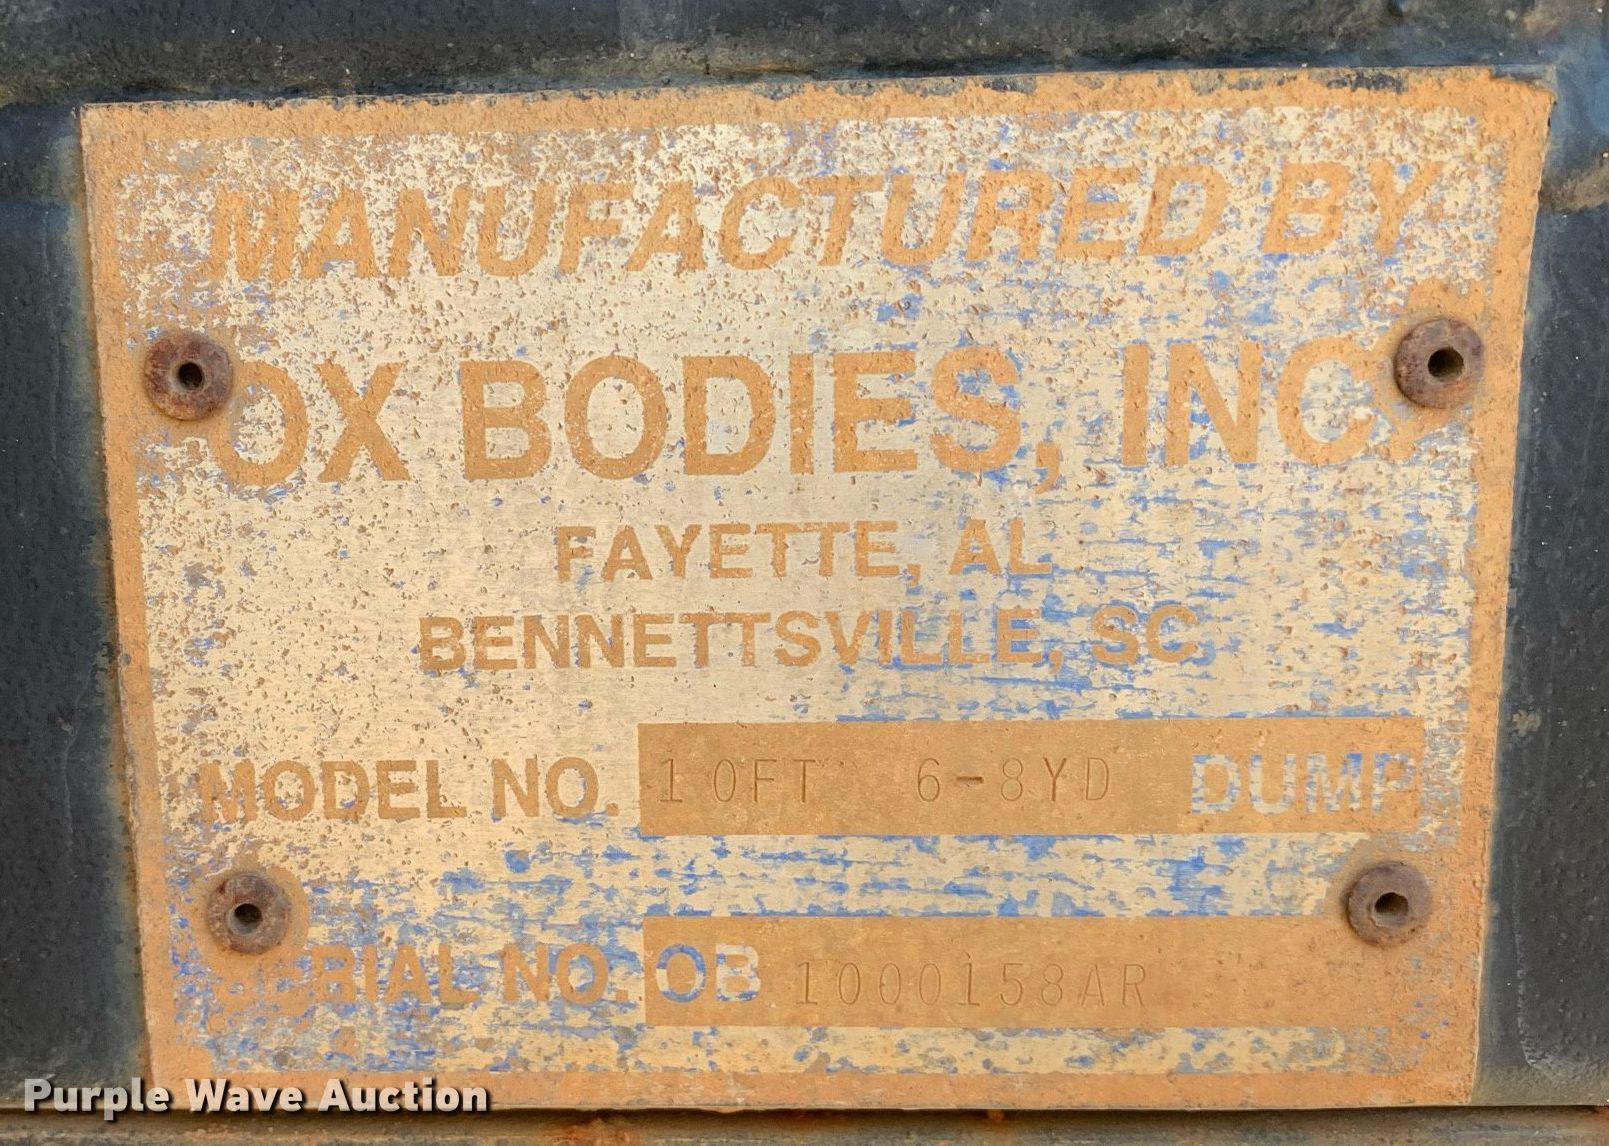 MANUFACTURED BY
OX BODIES, INC.
FAYETTE, AL
BENNETTSVILLE, SC
MODEL NO. 10FT 6-8YD DUMP
SERIAL NO. OB 1000158AR
Purple Wave Auction